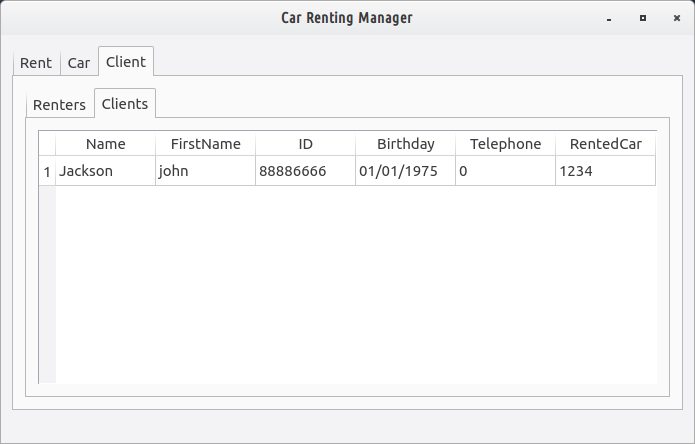 Car Renting Manager
Rent Car Client
Renters Clients
Name FirstName ID Birthday Telephone RentedCar
1 Jackson john 88886666 01/01/1975 0 1234